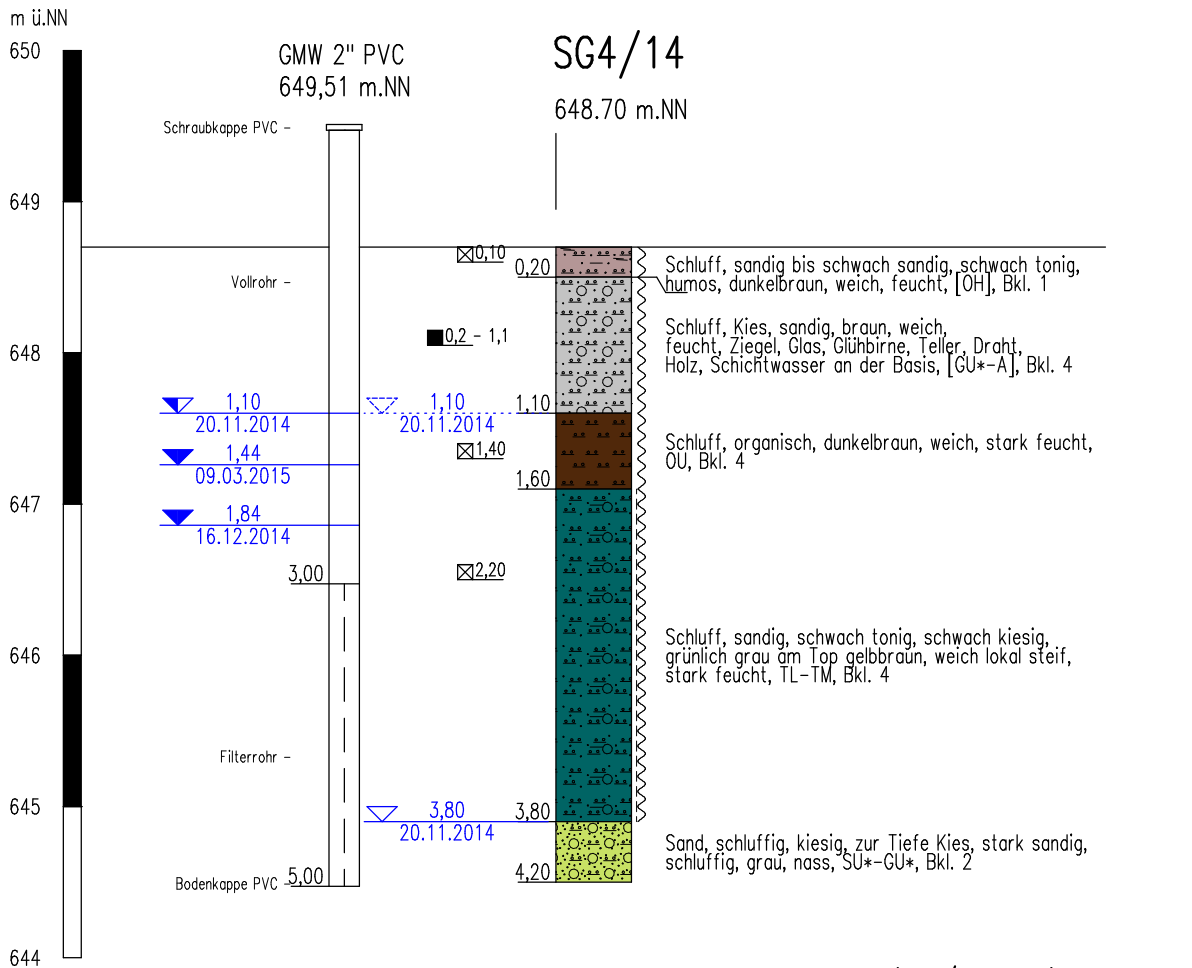 m ü.NN
650
649
648
647
646
645
644
GMW 2" PVC
649,51 m.NN
Schraubkappe PVC -
Vollrohr -
1,10
20.11.2014
1,44
09.03.2015
1,84
16.12.2014
3,00
Filterrohr -
Bodenkappe PVC -
5,00
SG4/14
648.70 m.NN
0,10
0,20
0,2 - 1,1
1,10
20.11.2014
1,10
1,40
1,60
2,20
3,80
20.11.2014
3,80
4,20
Schluff, sandig bis schwach sandig, schwach tonig,
humos, dunkelbraun, weich, feucht, [OH], Bkl. 1
Schluff, Kies, sandig, braun, weich,
feucht, Ziegel, Glas, Glühbirne, Teller, Draht,
Holz, Schichtwasser an der Basis, [GU*-A], Bkl. 4
Schluff, organisch, dunkelbraun, weich, stark feucht,
OU, Bkl. 4
Schluff, sandig, schwach tonig, schwach kiesig,
grünlich grau am Top gelbbraun, weich lokal steif,
stark feucht, TL-TM, Bkl. 4
Sand, schluffig, kiesig, zur Tiefe Kies, stark sandig,
schluffig, grau, nass, SU*-GU*, Bkl. 2